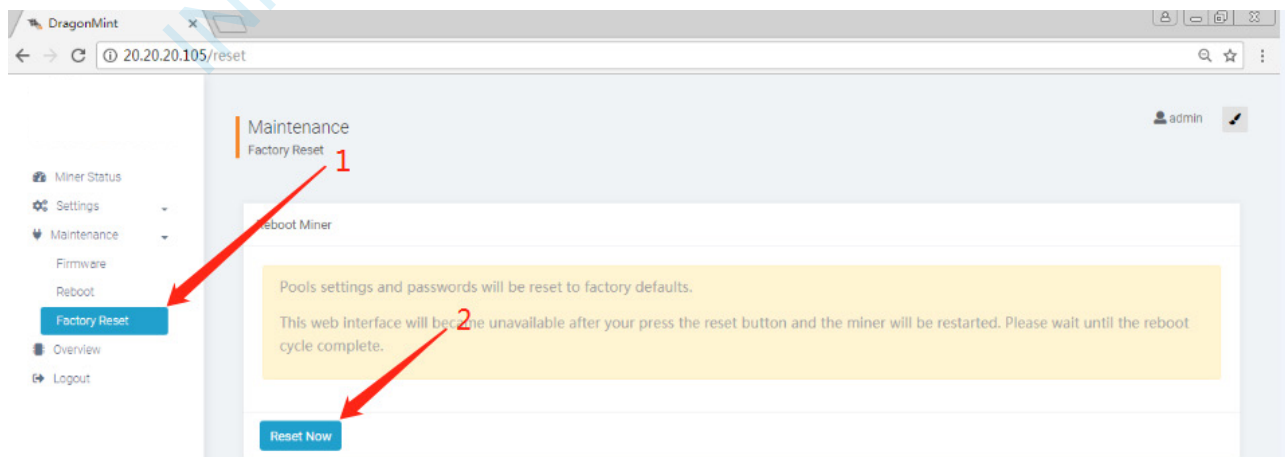 DragonMint
20.20.20.105/reset
admin
Maintenance
Factory Reset
1
Miner Status
Settings
Maintenance
Firmware
Reboot
Factory Reset
Overview
Logout
Reboot Miner
Pools settings and passwords will be reset to factory defaults.
This web interface will became unavailable after your press the reset button and the miner will be restarted. Please wait until the reboot
cycle complete.
2
Reset Now